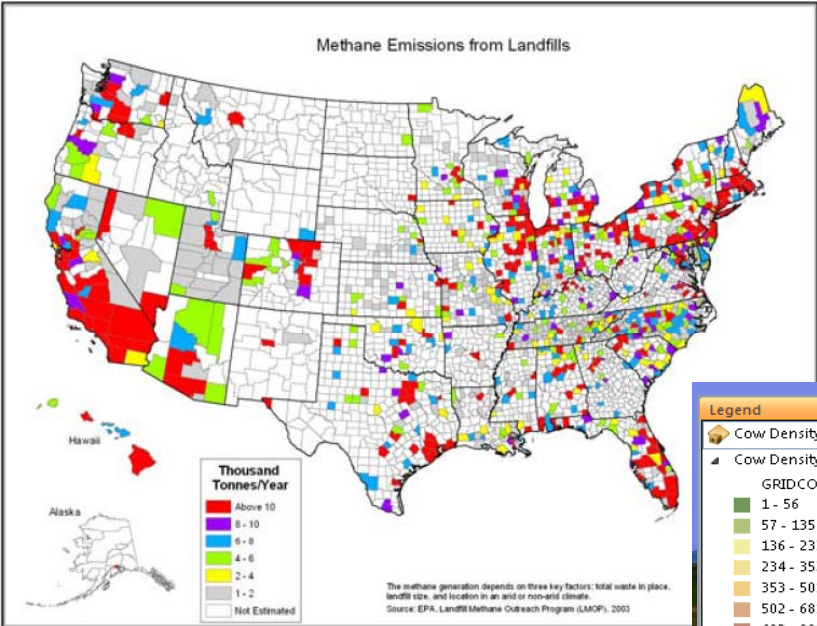 Methane Emissions from Landfills
Hawaii
Alaska
Thousand
Tonnes/Year
Above 10
8 - 10
6 - 8
4 - 6
2 - 4
1 - 2
Not Estimated
The methane generation depends on three key factors: total waste in place,
landfill size, and location in an arid or non-arid climate.
Source: EPA, Landfill Methane Outreach Program (LMOP), 2003
Legend
Cow Density
Cow Density
GRIDCO
1 - 56
57 - 135
136 - 23
234 - 35
353 - 50
502 - 68